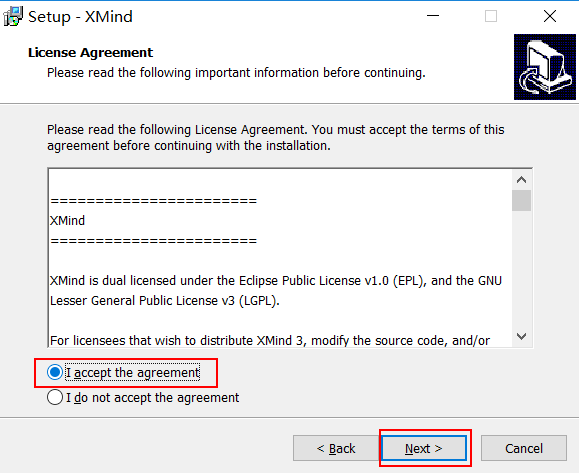 Setup - XMind
License Agreement
Please read the following important information before continuing.
Please read the following License Agreement. You must accept the terms of this
agreement before continuing with the installation.
=======================
XMind
=======================
XMind is dual licensed under the Eclipse Public License v1.0 (EPL), and the GNU
Lesser General Public License v3 (LGPL).
For licensees that wish to distribute XMind 3, modify the source code, and/or
I accept the agreement
I do not accept the agreement
< Back
Next >
Cancel